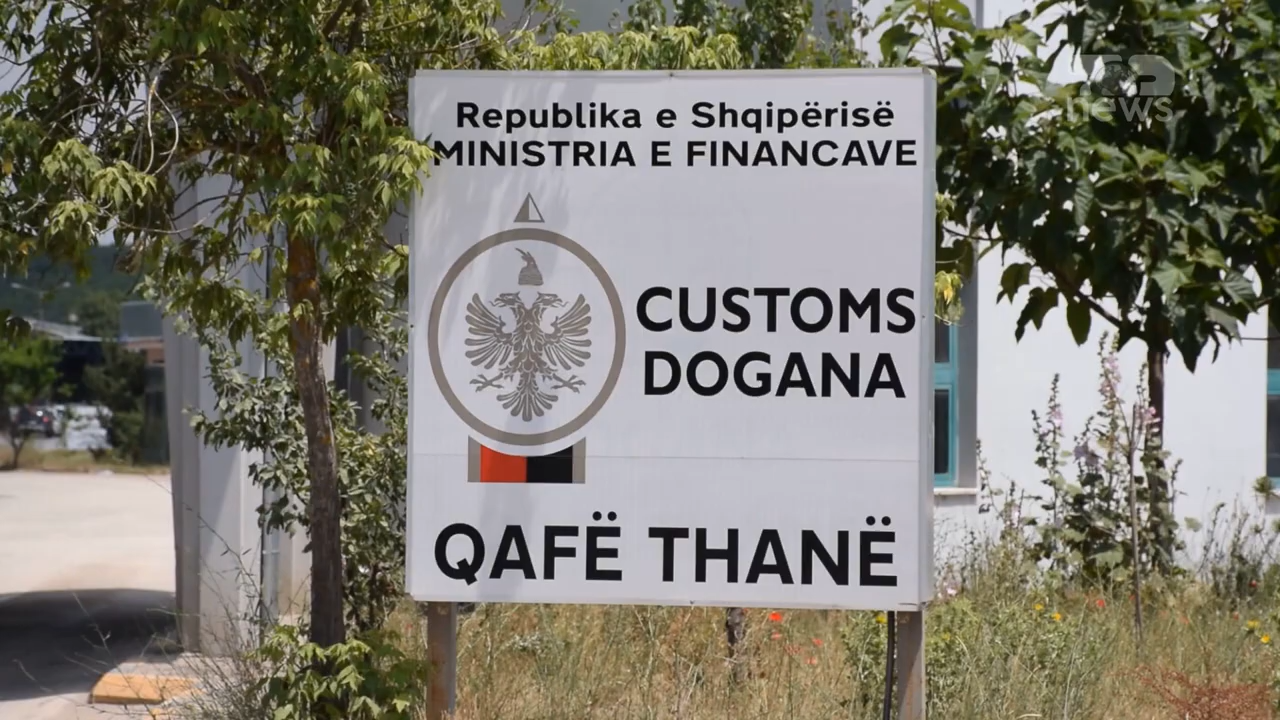 Republika e Shqipërisë
MINISTRIA E FINANCAVE
CUSTOMS
DOGANA
QAFË THANË
news